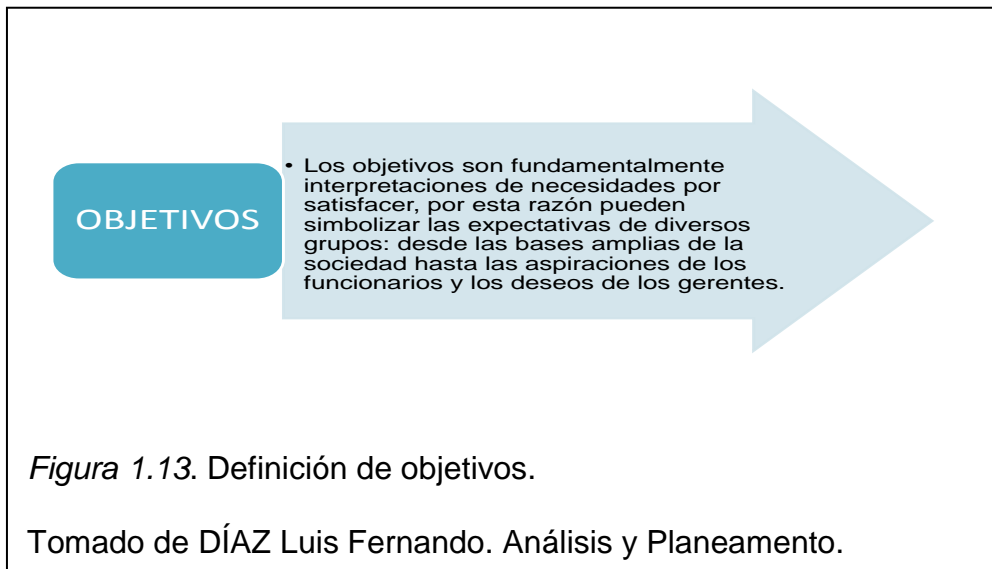 OBJETIVOS
• Los objetivos son fundamentalmente
interpretaciones de necesidades por
satisfacer, por esta razón pueden
simbolizar las expectativas de diversos
grupos: desde las bases amplias de la
sociedad hasta las aspiraciones de los
funcionarios y los deseos de los gerentes.
Figura 1.13. Definición de objetivos.
Tomado de DÍAZ Luis Fernando. Análisis y Planeamento.